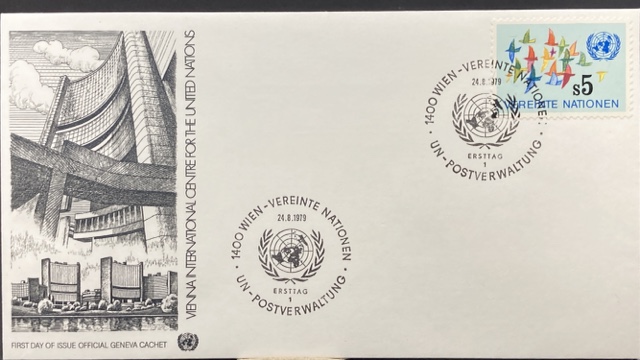 VIENNA INTERNATIONAL CENTRE FOR THE UNITED NATIONS
FIRST DAY OF ISSUE OFFICIAL GENEVA CACHET
· 1400 WIEN-VEREINTE NATIONEN ·
24.8.1979
ERSTTAG
1
UN-POSTVERWALTUNG
· 1400 WIEN-VEREINTE NATIONEN ·
24.8.1979
ERSTTAG
1
UN-POSTVERWALTUNG
s5
VEREINTE NATIONEN